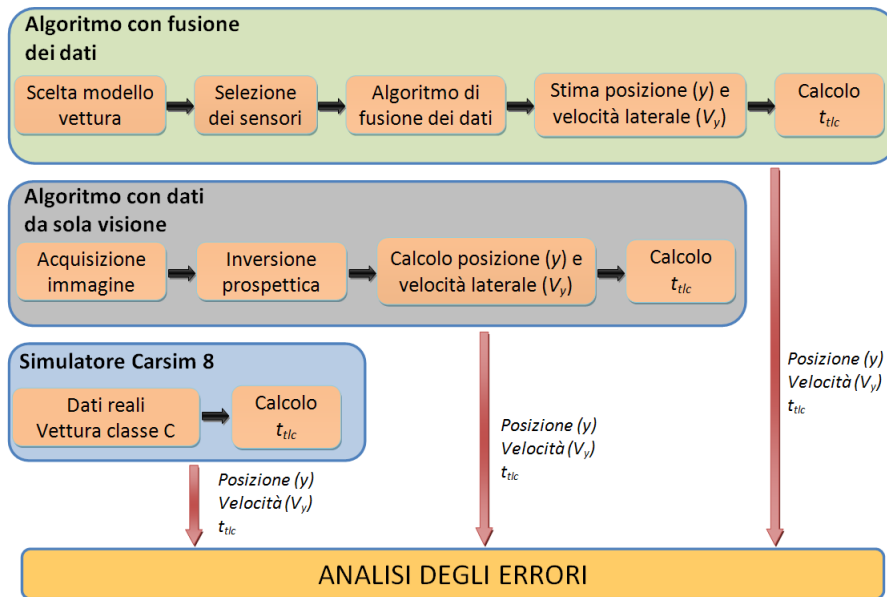 Algoritmo con fusione
dei dati
Scelta modello
vettura
Selezione
dei sensori
Algoritmo di
fusione dei dati
Stima posizione (y) e
velocità laterale (Vy)
Calcolo
ttlc
Algoritmo con dati
da sola visione
Acquisizione
immagine
Inversione
prospettica
Calcolo posizione (y) e
velocità laterale (Vy)
Calcolo
ttlc
Simulatore Carsim 8
Dati reali
Vettura classe C
Calcolo
ttlc
Posizione (y)
Velocità (Vy)
ttlc
Posizione (y)
Velocità (Vy)
ttlc
Posizione (y)
Velocità (Vy)
ttlc
ANALISI DEGLI ERRORI